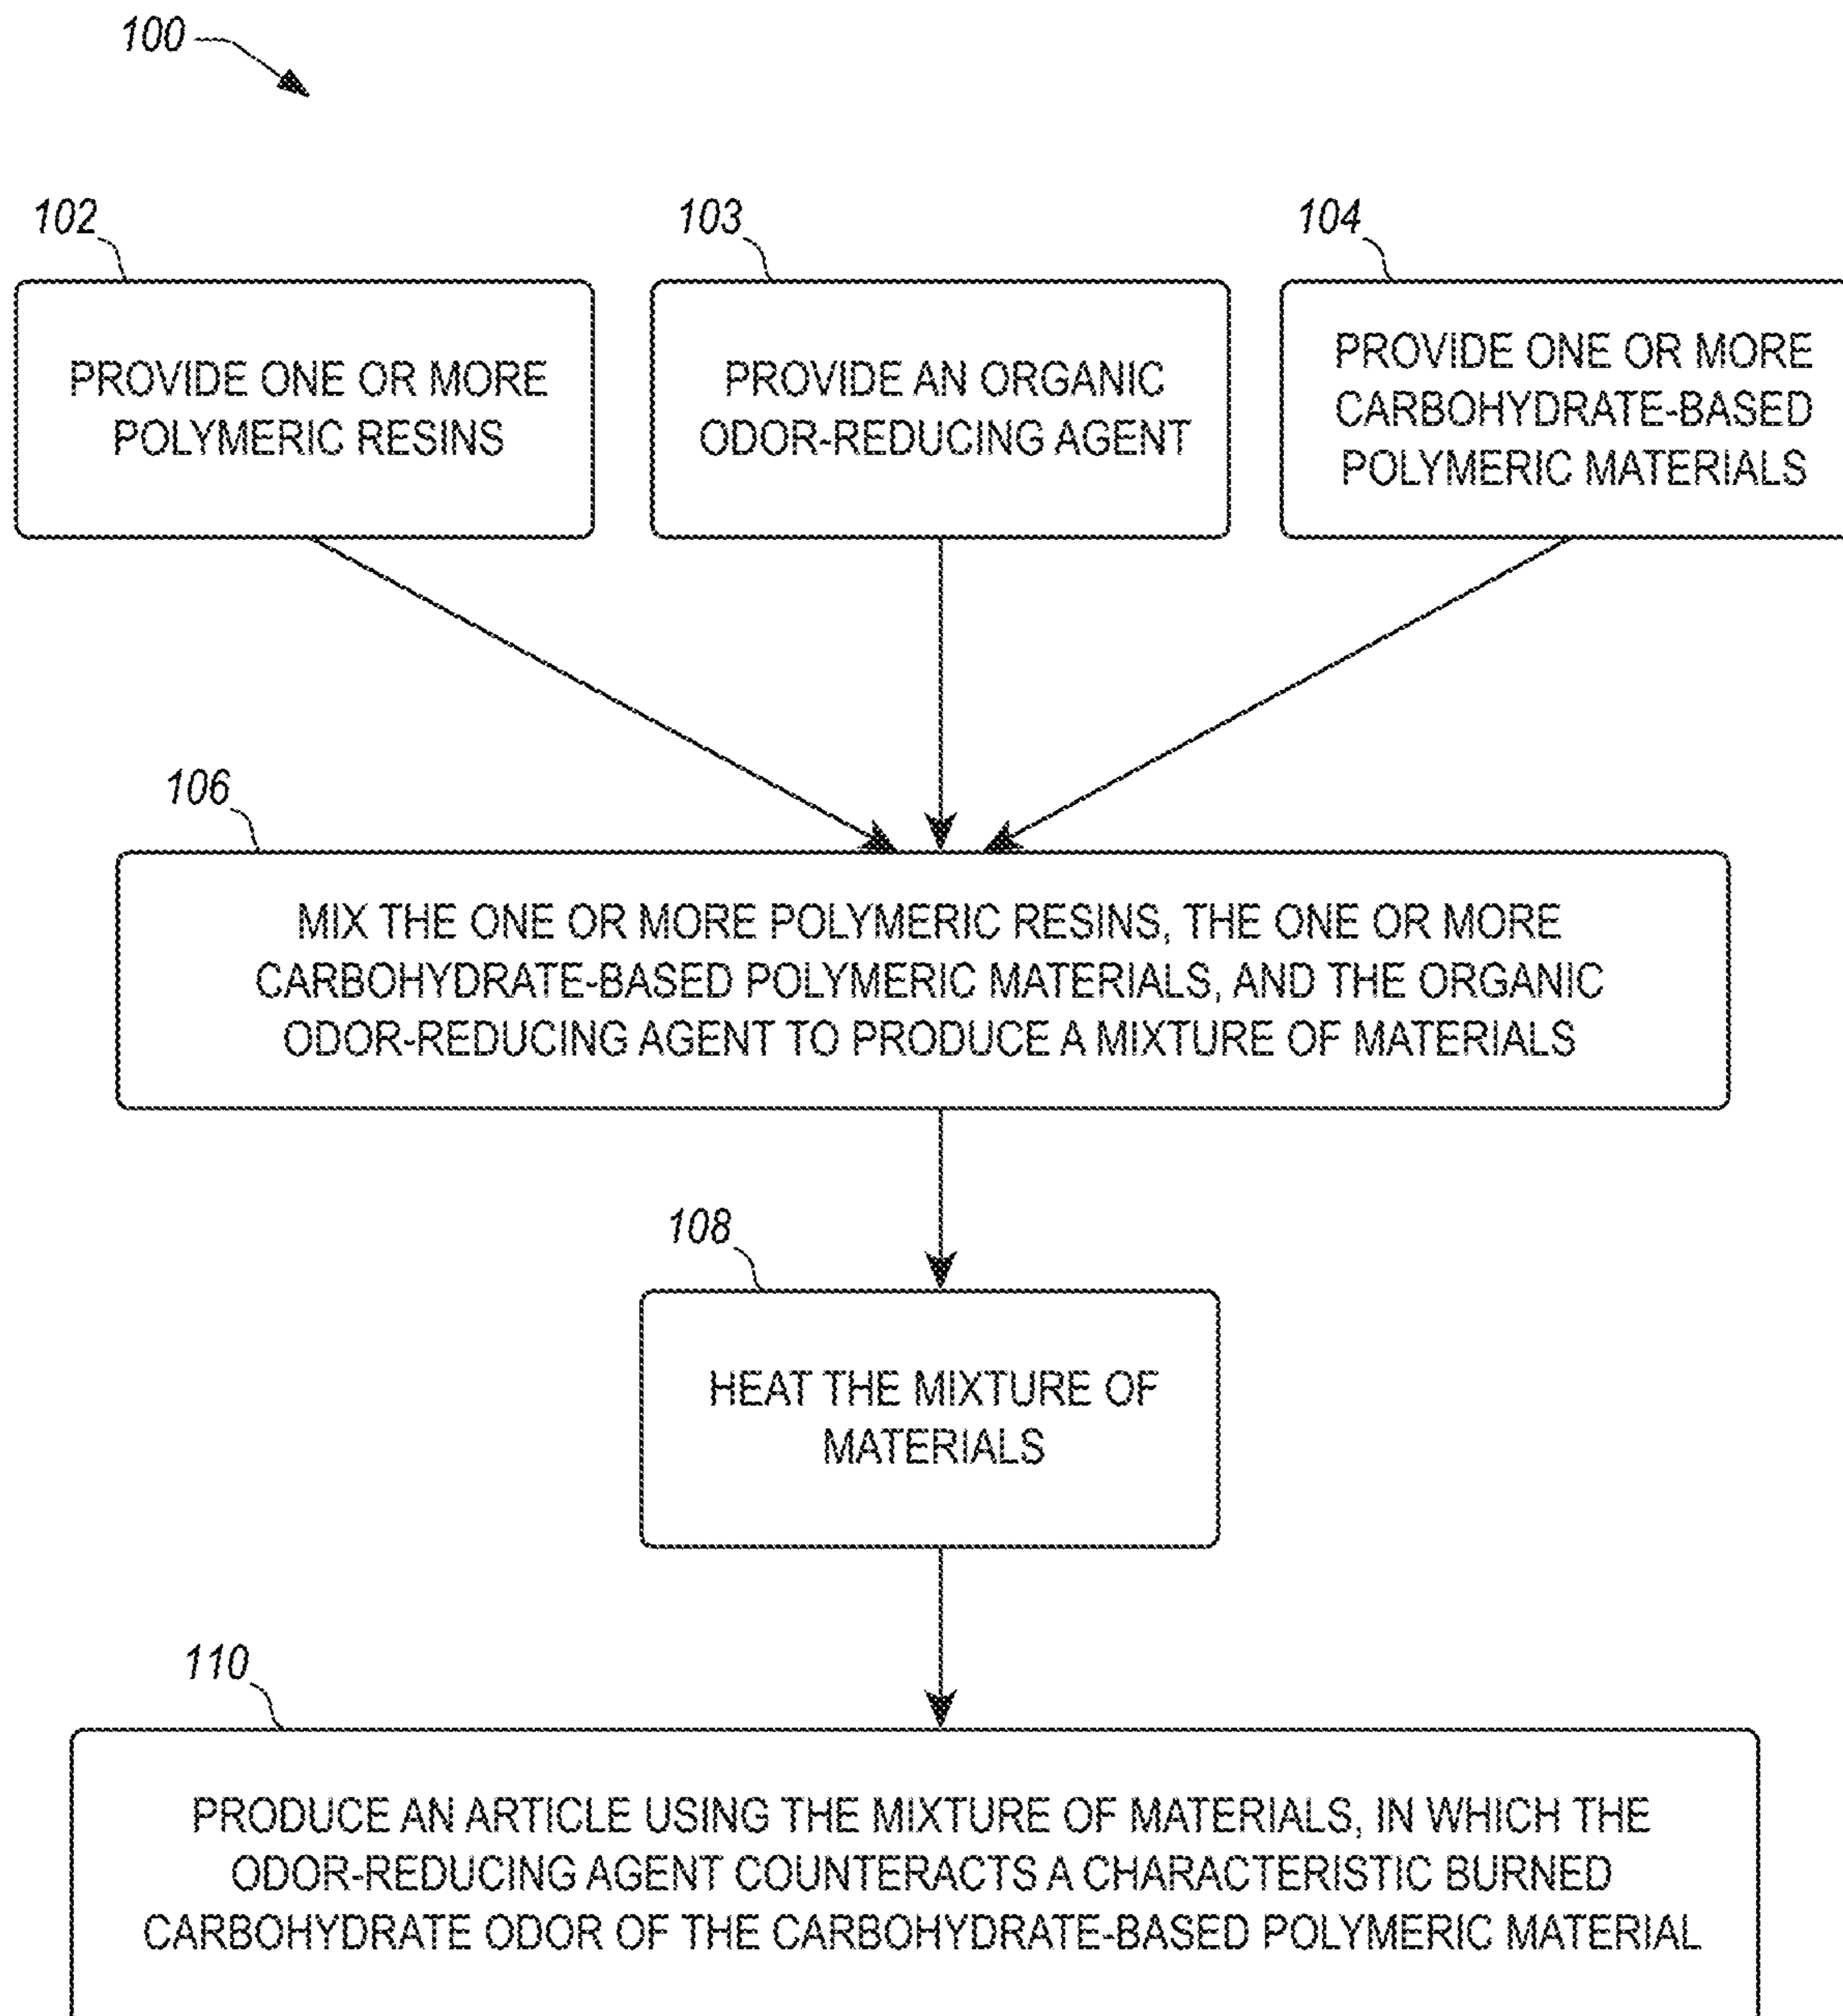 100
102
103
104
PROVIDE ONE OR MORE
POLYMERIC RESINS
PROVIDE AN ORGANIC
ODOR-REDUCING AGENT
PROVIDE ONE OR MORE
CARBOHYDRATE-BASED
POLYMERIC MATERIALS
106
MIX THE ONE OR MORE POLYMERIC RESINS, THE ONE OR MORE
CARBOHYDRATE-BASED POLYMERIC MATERIALS, AND THE ORGANIC
ODOR-REDUCING AGENT TO PRODUCE A MIXTURE OF MATERIALS
108
HEAT THE MIXTURE OF
MATERIALS
110
PRODUCE AN ARTICLE USING THE MIXTURE OF MATERIALS, IN WHICH THE
ODOR-REDUCING AGENT COUNTERACTS A CHARACTERISTIC BURNED
CARBOHYDRATE ODOR OF THE CARBOHYDRATE-BASED POLYMERIC MATERIAL